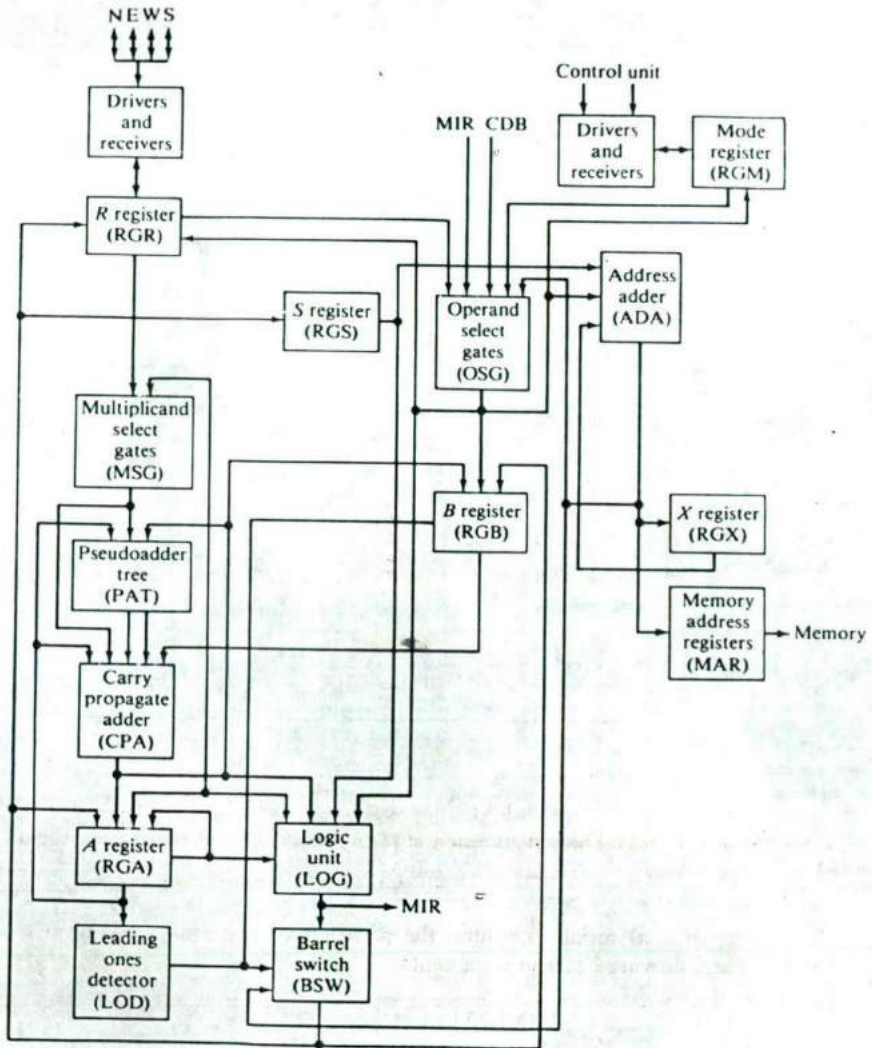 N E W S
Control unit
Drivers
and
receivers
MIR CDB
Drivers
and
receivers
Mode
register
(RGM)
R register
(RGR)
Address
adder
(ADA)
S register
(RGS)
Operand
select
gates
(OSG)
Multiplicand
select
gates
(MSG)
B register
(RGB)
X register
(RGX)
Pseudoadder
tree
(PAT)
Memory
address
registers
(MAR)
Memory
Carry
propagate
adder
(CPA)
A register
(RGA)
Logic
unit
(LOG)
MIR
Leading
ones
detector
(LOD)
Barrel
switch
(BSW)